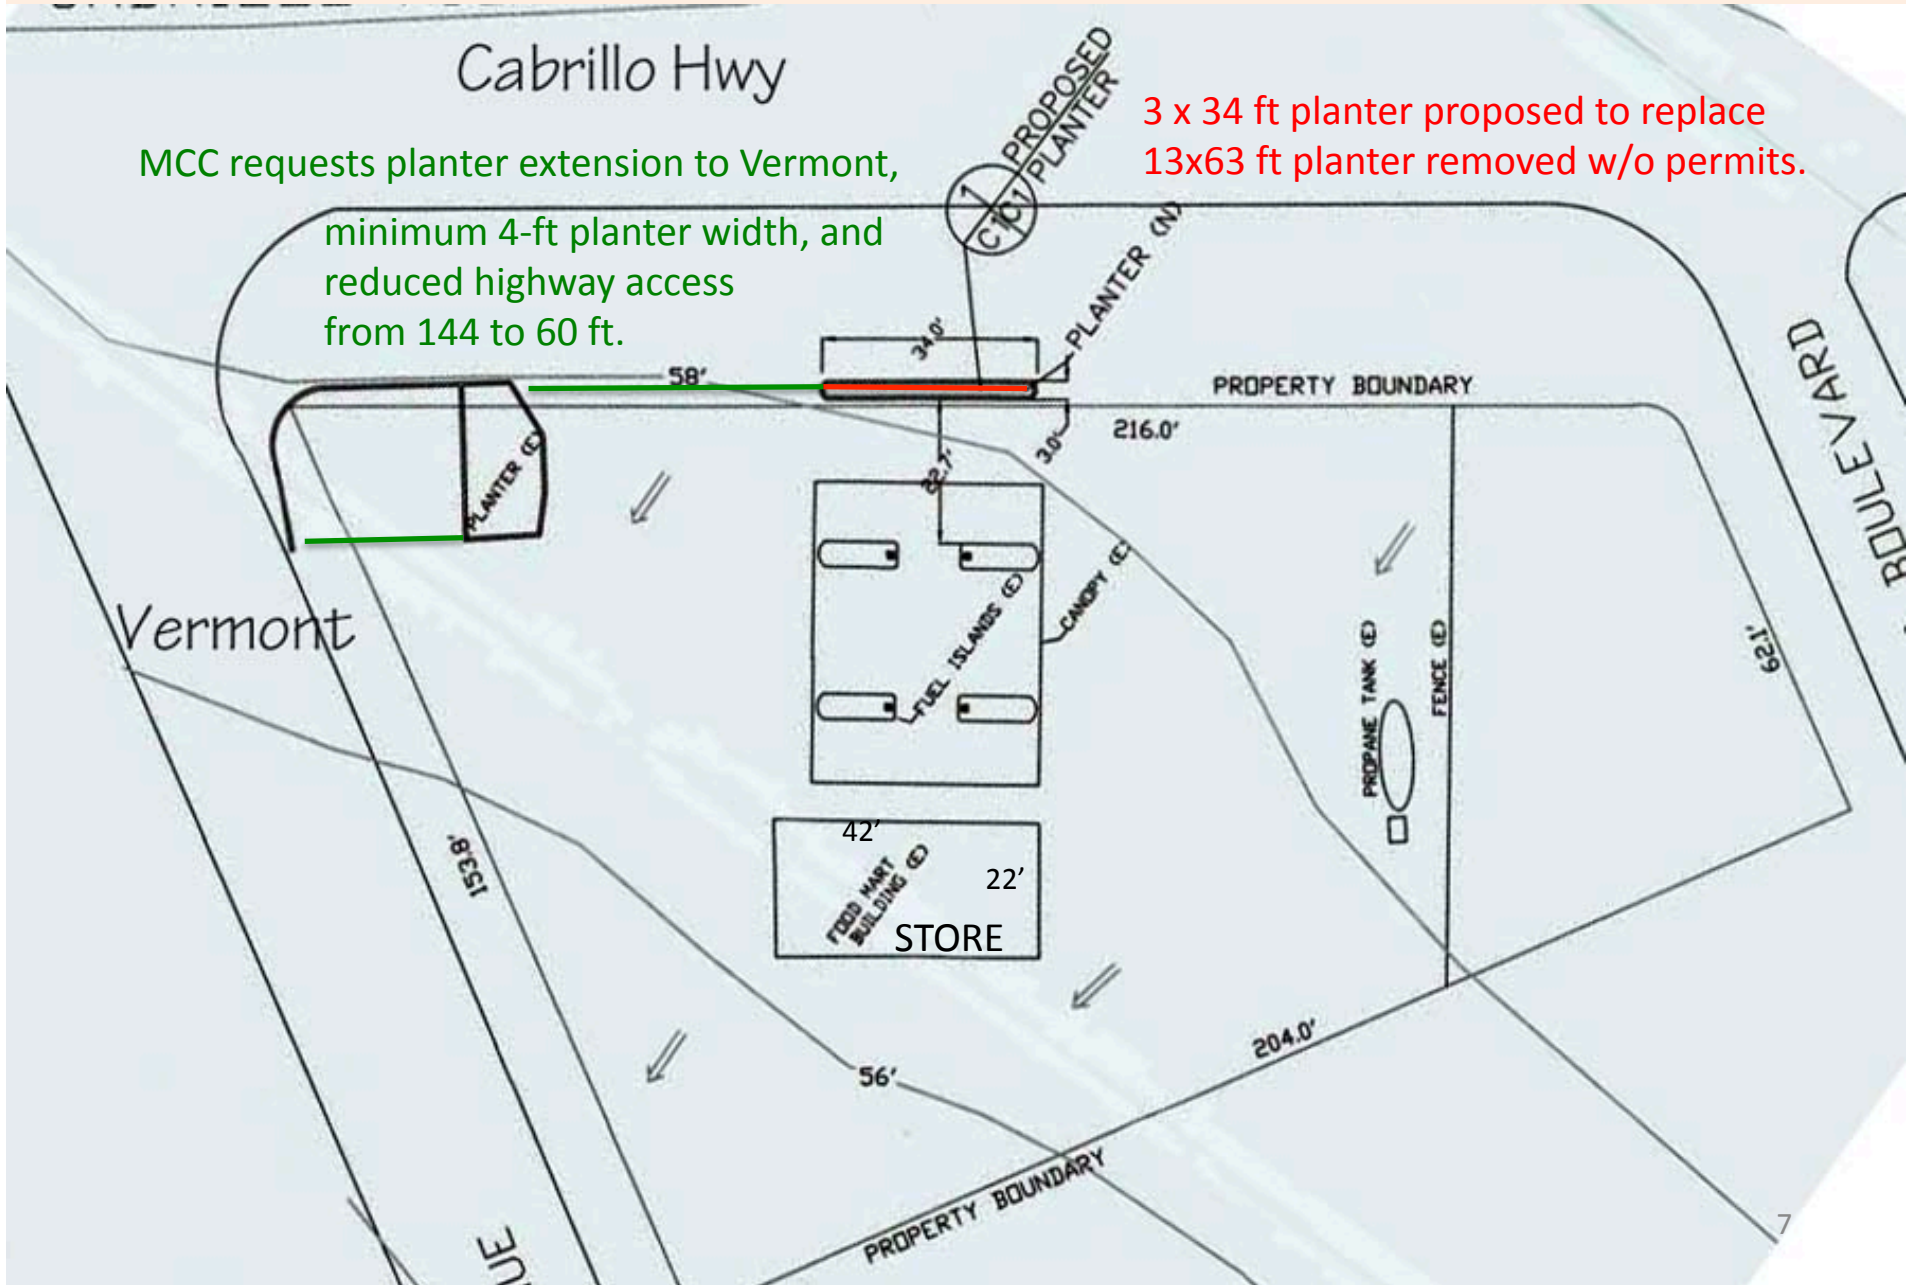 Cabrillo Hwy
PROPOSED
PLANTER
1
C1
C1
3 x 34 ft planter proposed to replace
13x63 ft planter removed w/o permits.
MCC requests planter extension to Vermont,
minimum 4-ft planter width, and
reduced highway access
from 144 to 60 ft.
PLANTER (N)
34.0'
58'
PROPERTY BOUNDARY
216.0'
3.0'
22.7'
PLANTER (E)
BOULEVARD
Vermont
FUEL ISLANDS (E)
CANOPY (E)
PROPANE TANK (E)
FENCE (E)
62.1'
153.8'
42'
22'
FOOD MART
BUILDING (E)
STORE
204.0'
56'
PROPERTY BOUNDARY
7